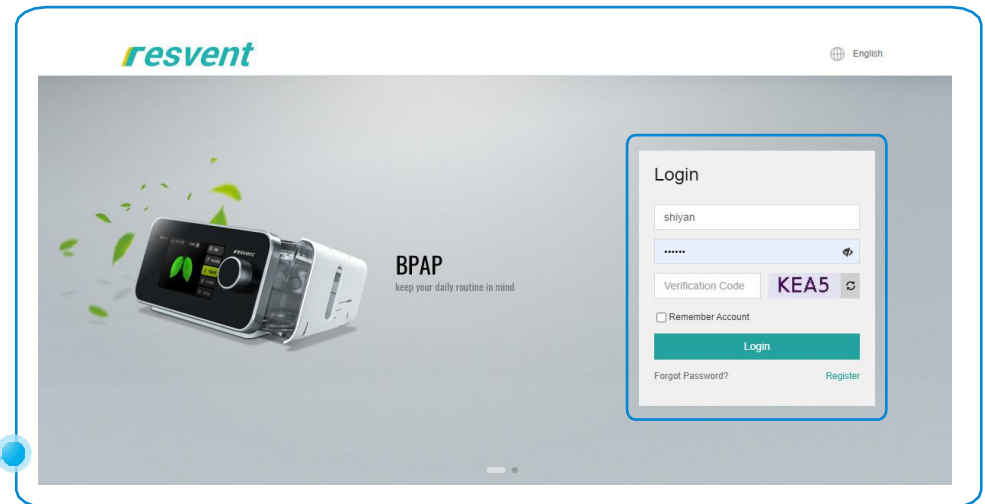 resvent
English
Login
shiyan
••••••
Verification Code
KEA5
Remember Account
Login
Forgot Password?
Register
BPAP
keep your daily routine in mind
resvent